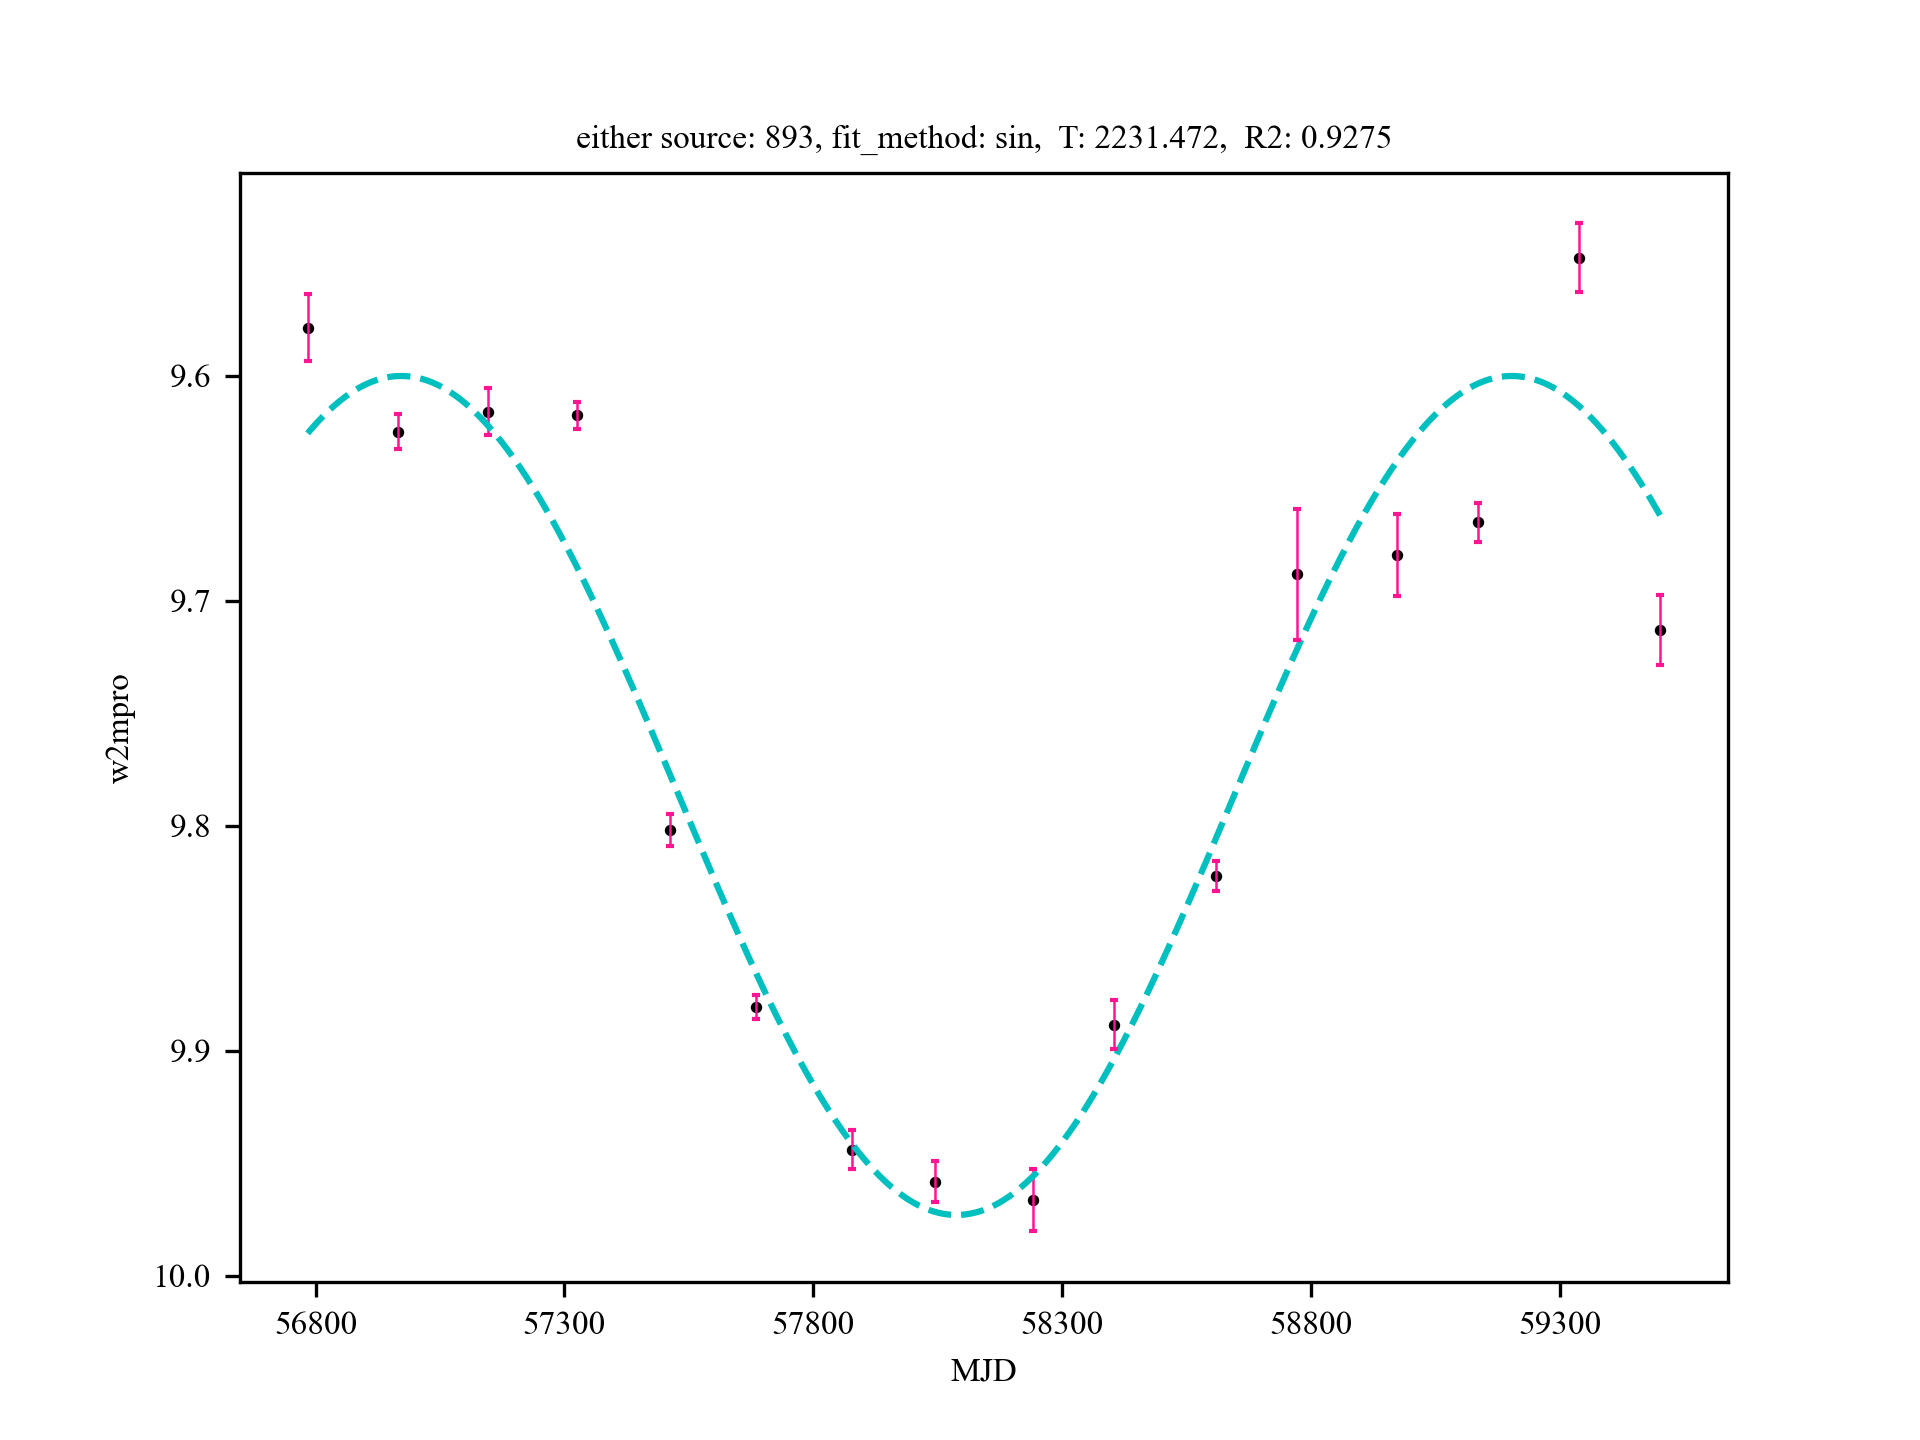 either source: 893, fit_method: sin,  T: 2231.472,  R2: 0.9275
9.6
9.7
9.8
9.9
10.0
w2mpro
56800 57300 57800 58300 58800 59300
MJD